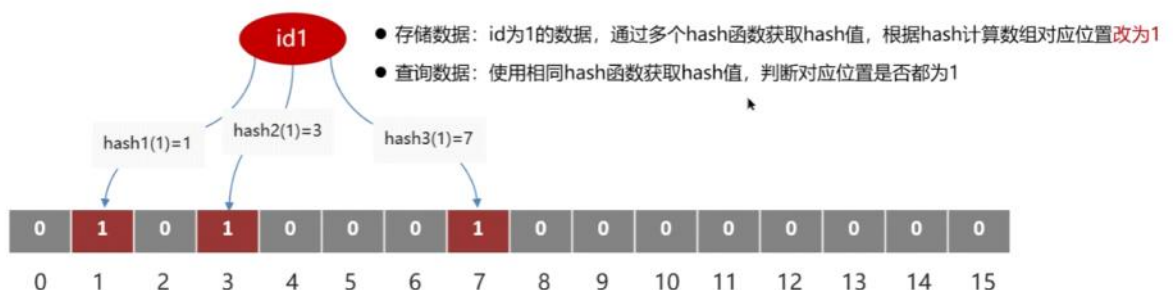 id1
● 存储数据：id为1的数据，通过多个hash函数获取hash值，根据hash计算数组对应位置改为1
● 查询数据：使用相同hash函数获取hash值，判断对应位置是否都为1
hash1(1)=1
hash2(1)=3
hash3(1)=7
0 1 0 1 0 0 0 1 0 0 0 0 0 0 0 0
0 1 2 3 4 5 6 7 8 9 10 11 12 13 14 15